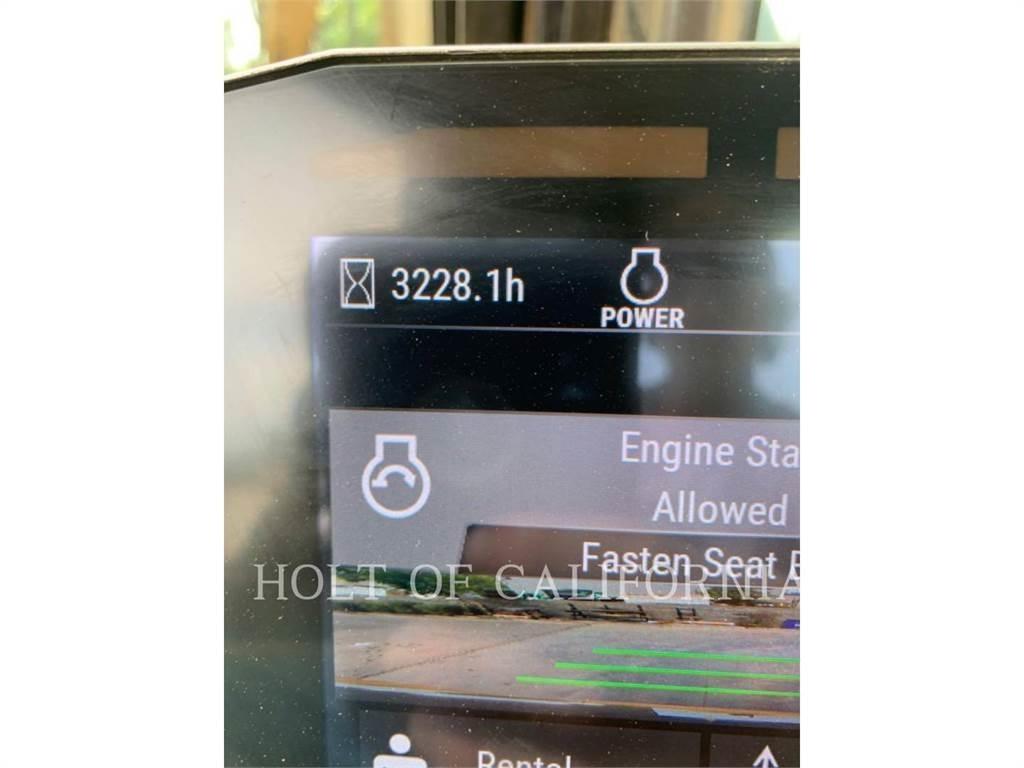 3228.1h
POWER
Engine Sta
Allowed
Fasten Seat B
HOLT OF CALIFORNIA
Rental